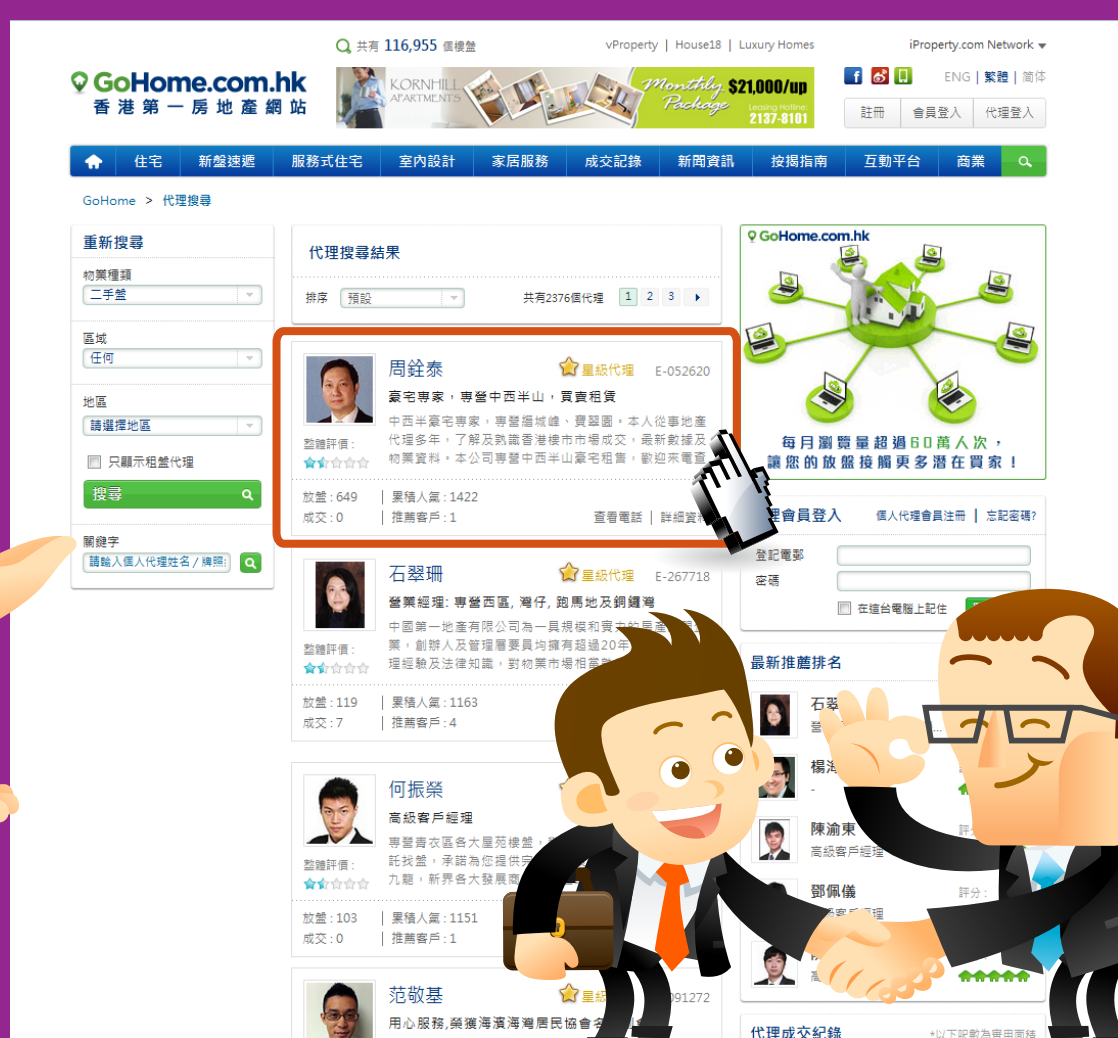 共有 116,955 個樓盤
vProperty | House18 | Luxury Homes
iProperty.com Network
GoHome.com.hk
香港第一房地產網站
KORNHILL
APARTMENTS
Monthly Package
$21,000/up
Leasing Hotline:
2137-8101
ENG | 繁體 | 简体
註冊 會員登入 代理登入
住宅 新盤速遞 服務式住宅 室內設計 家居服務 成交記錄 新聞資訊 按揭指南 互動平台 商業
GoHome > 代理搜尋
重新搜尋
物業種類
二手盤
區域
任何
地區
請選擇地區
只顯示租盤代理
搜尋
關鍵字
請輸入個人代理姓名 / 牌照
代理搜尋結果
排序 預設 共有2376個代理 1 2 3
周銓泰 星級代理 E-052620
豪宅專家，專營中西半山，買賣租賃
中西半豪宅專家，專營縉城峰、寶翠園。本人從事地產
代理多年，了解及熟識香港樓市市場成交，最新數據及
物業資料。本公司專營中西半山豪宅租售，歡迎來電查
整體評價 :
放盤 : 649 | 累積人氣 : 1422
成交 : 0 | 推薦客戶 : 1 查看電話 | 詳細資
石翠珊 星級代理 E-267718
營業經理: 專營西區, 灣仔, 跑馬地及銅鑼灣
中國第一地產有限公司為一具規模和實
業，創辦人及管理層要員均擁有超過20年
理經驗及法律知識，對物業市場相當
整體評價 :
放盤 : 119 | 累積人氣 : 1163
成交 : 7 | 推薦客戶 : 4
何振榮
高級客戶經理
專營青衣區各大屋苑樓盤，
託找盤，承諾為您提供
九龍，新界各大發展商
整體評價 :
放盤 : 103 | 累積人氣 : 1151
成交 : 0 | 推薦客戶 : 1
范敬基 星級 091272
用心服務,榮獲海濱海灣居民協會名
GoHome.com.hk
每月瀏覽量超過60萬人次，
讓您的放盤接觸更多潛在買家！
會員登入 個人代理會員注冊 | 忘記密碼?
登記電郵
密碼
在這台電腦上記住
最新推薦排名
石翠
楊海
-
陳渝東
高級客戶經理
鄧佩儀
評分 :
代理成交紀錄
*以下呎數為實用面積